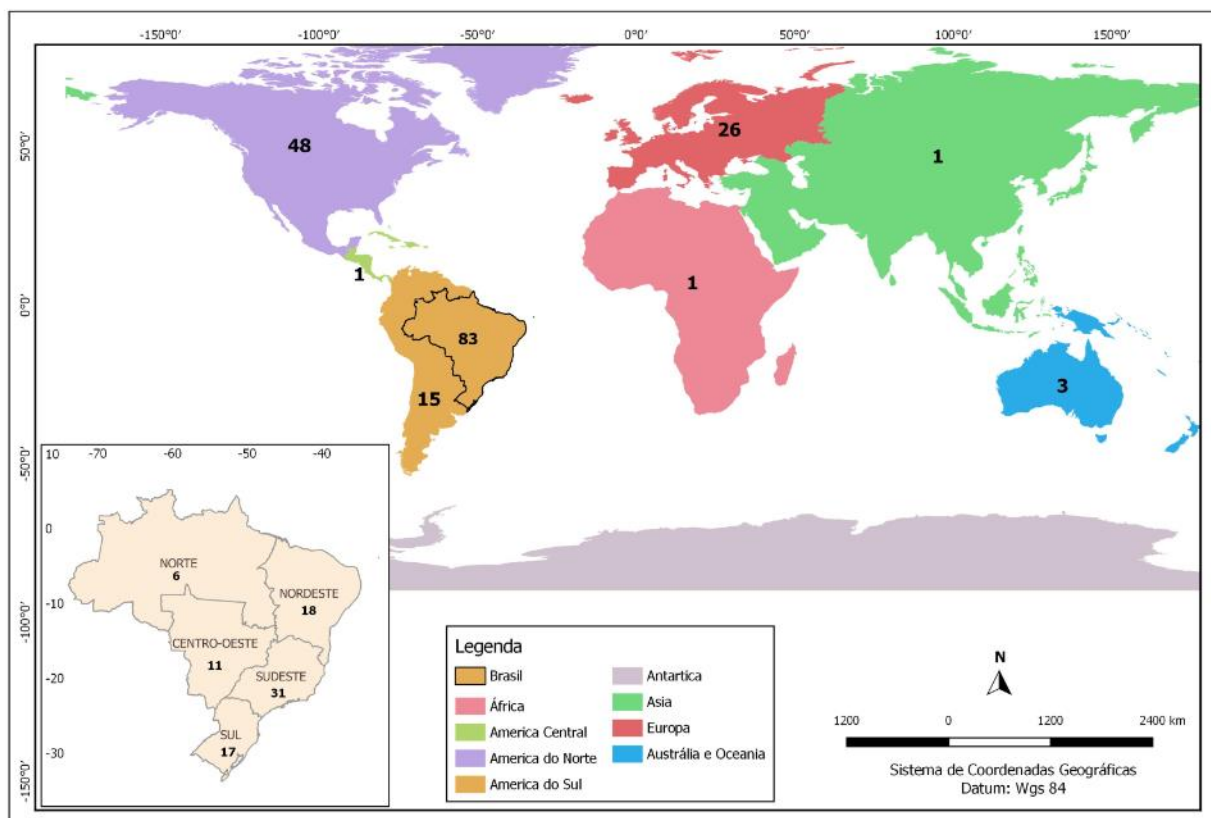 -150°0' -100°0' -50°0' 0°0' 50°0' 100°0' 150°0'
50°0'
0°0'
-50°0'
-100°0'
-150°0'
48
26
1
1
1
83
15
3
10 -70 -60 -50 -40
0
-10
-20
-30
NORTE
6
NORDESTE
18
CENTRO-OESTE
11
SUDESTE
31
SUL
17
Legenda
Brasil
África
America Central
America do Norte
America do Sul
Antartica
Asia
Europa
Austrália e Oceania
N
1200 0 1200 2400 km
Sistema de Coordenadas Geográficas
Datum: Wgs 84